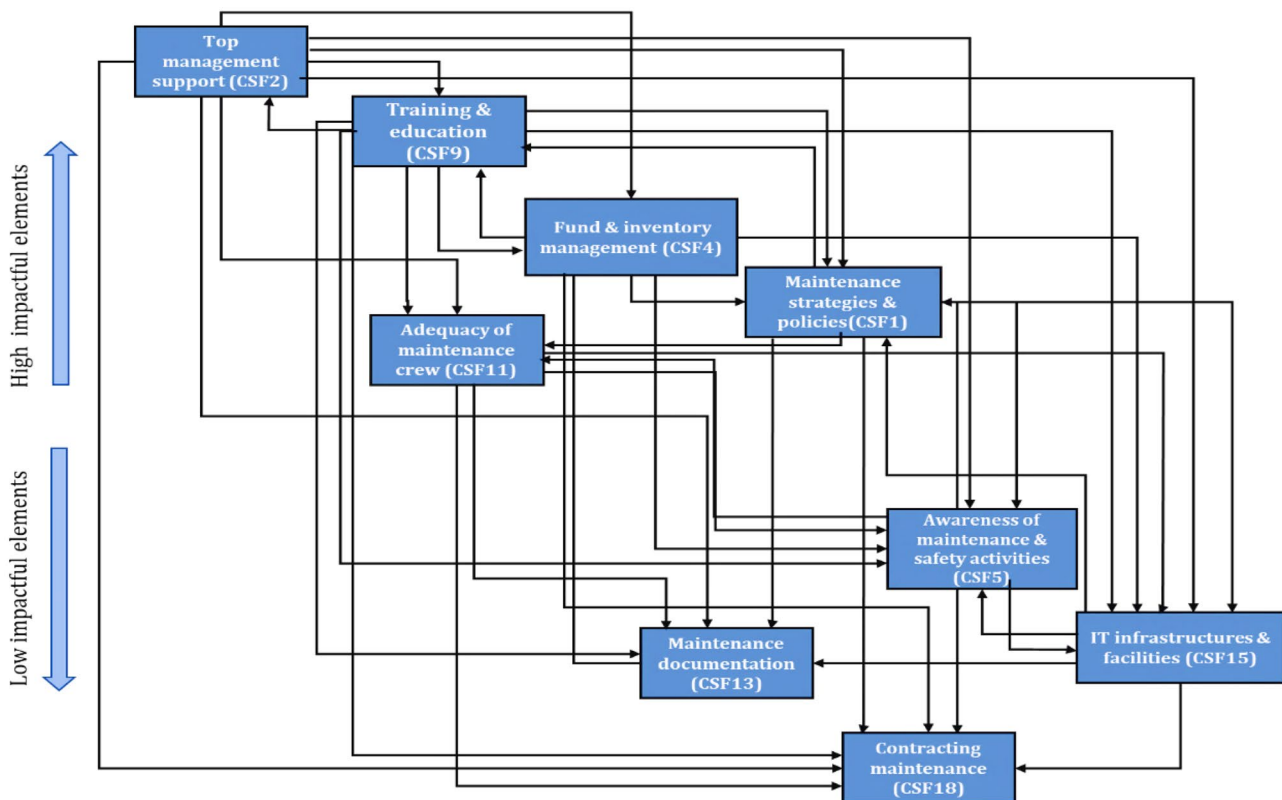 Top
management
support (CSF2)
Training &
education
(CSF9)
Fund & inventory
management (CSF4)
Maintenance
strategies &
policies(CSF1)
Adequacy of
maintenance
crew (CSF11)
High impactful elements
Low impactful elements
Awareness of
maintenance &
safety activities
(CSF5)
IT infrastructures &
facilities (CSF15)
Maintenance
documentation
(CSF13)
Contracting
maintenance
(CSF18)